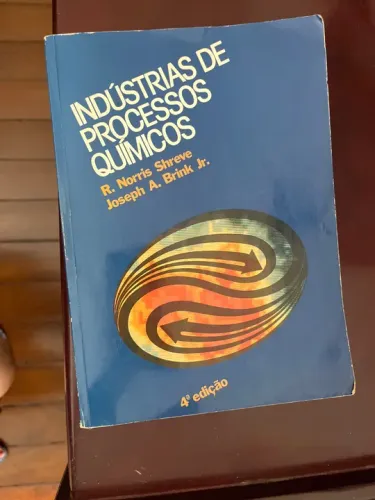 INDÚSTRIAS DE
PROCESSOS
QUÍMICOS
R. Norris Shreve
Joseph A. Brink Jr.
4ª edição